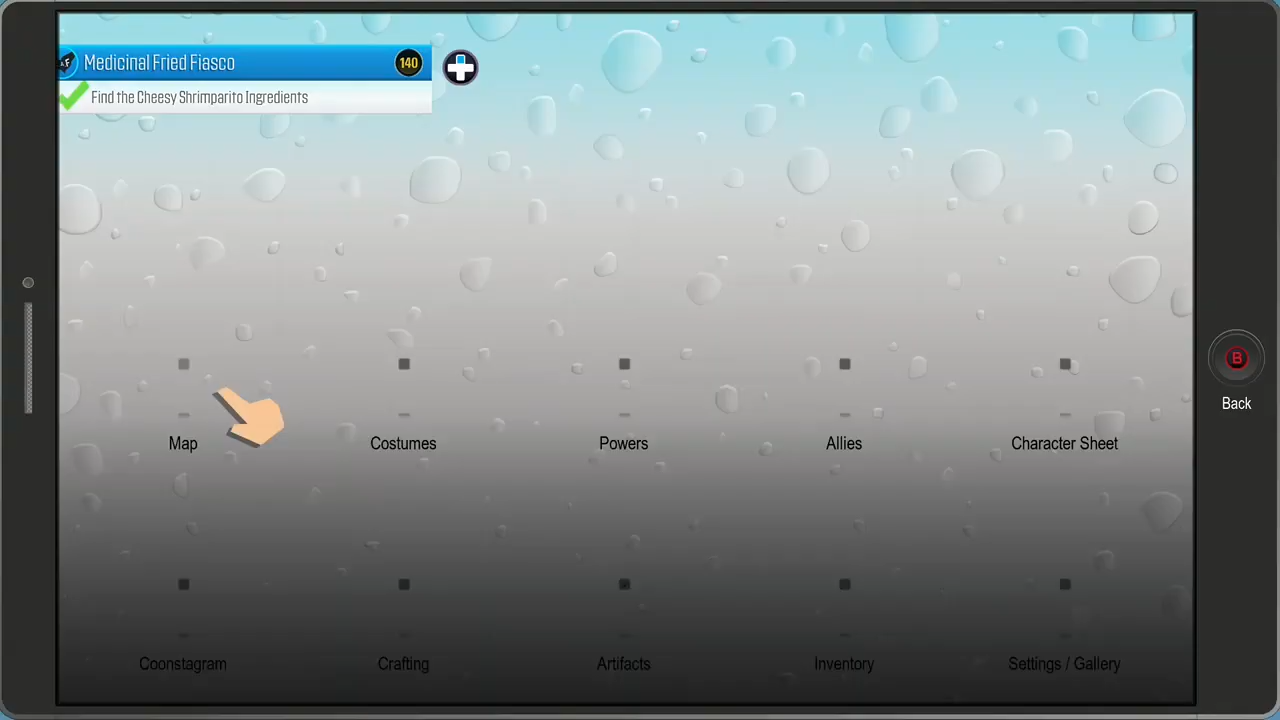 Medicinal Fried Fiasco
140
Find the Cheesy Shrimparito Ingredients
B
Back
Map
Costumes
Powers
Allies
Character Sheet
Coonstagram
Crafting
Artifacts
Inventory
Settings / Gallery